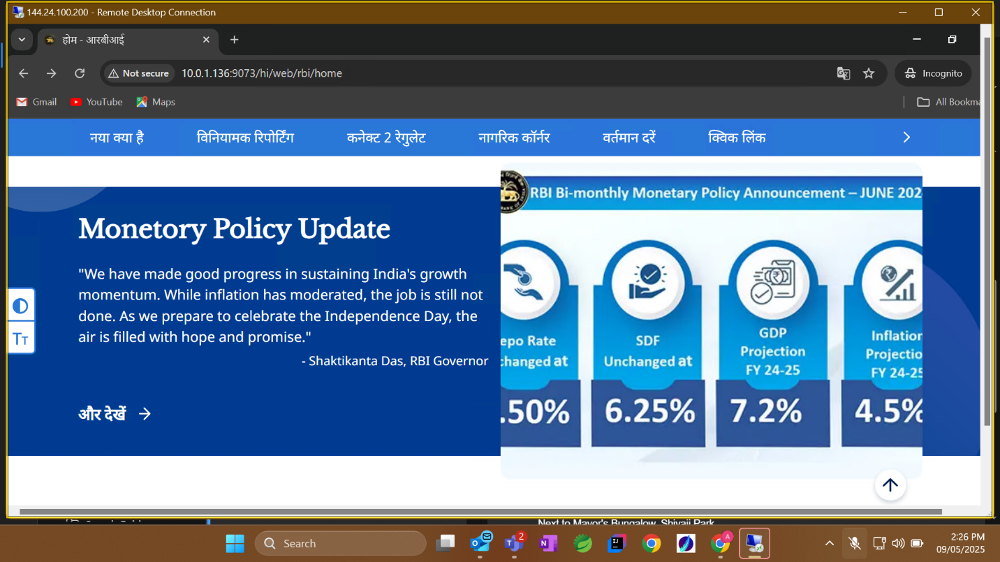 144.24.100.200 - Remote Desktop Connection
होम - आरबीआई
Not secure
10.0.1.136:9073/hi/web/rbi/home
Incognito
Gmail
YouTube
Maps
All Bookma
नया क्या है
विनियामक रिपोर्टिंग
कनेक्ट 2 रेगुलेट
नागरिक कॉर्नर
वर्तमान दरें
क्विक लिंक
Monetory Policy Update
"We have made good progress in sustaining India's growth
momentum. While inflation has moderated, the job is still not
done. As we prepare to celebrate the Independence Day, the
air is filled with hope and promise."
- Shaktikanta Das, RBI Governor
और देखें
RBI Bi-monthly Monetary Policy Announcement – JUNE 202
epo Rate
changed at
.50%
SDF
Unchanged at
6.25%
GDP
Projection
FY 24-25
7.2%
Inflation
Projectio
FY 24-25
4.5%
TT
Next to Mayor's Bungalow, Shivaji Park
Search
2
A
2:26 PM
09/05/2025